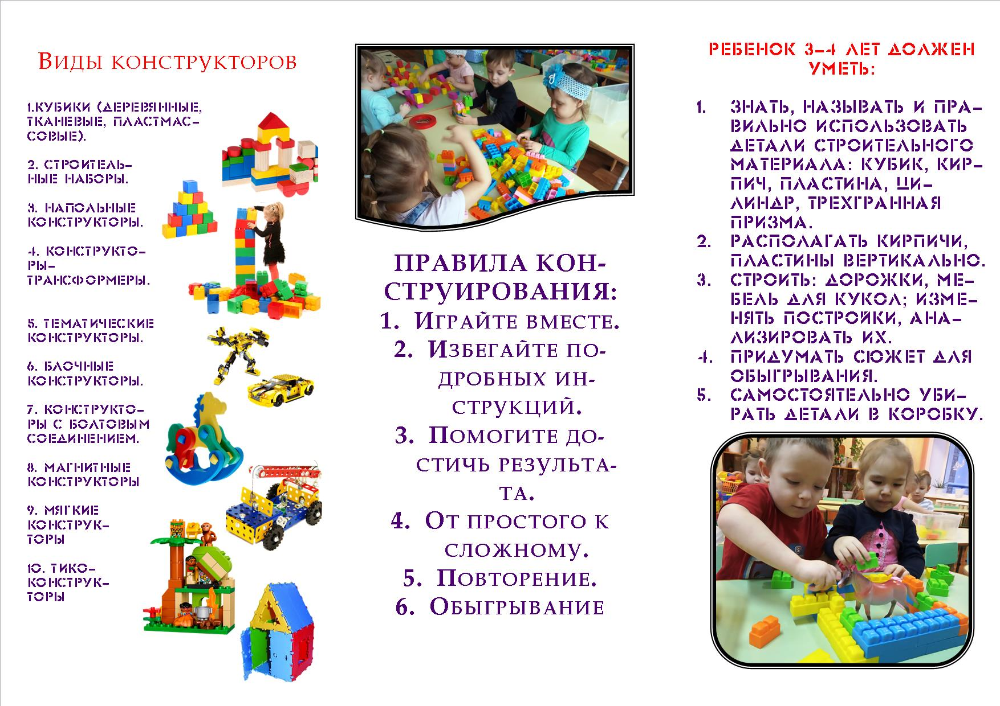 Виды конструкторов
1.КУБИКИ (ДЕРЕВЯННЫЕ,
ТКАНЕВЫЕ, ПЛАСТМАС-
СОВЫЕ).
2. СТРОИТЕЛЬ-
НЫЕ НАБОРЫ.
3. НАПОЛЬНЫЕ
КОНСТРУКТОРЫ.
4. КОНСТРУКТО-
РЫ-
ТРАНСФОРМЕРЫ.
5. ТЕМАТИЧЕСКИЕ
КОНСТРУКТОРЫ.
6. БЛОЧНЫЕ
КОНСТРУКТОРЫ.
7. КОНСТРУКТО-
РЫ С БОЛТОВЫМ
СОЕДИНЕНИЕМ.
8. МАГНИТНЫЕ
КОНСТРУКТОРЫ
9. МЯГКИЕ
КОНСТРУК-
ТОРЫ
10. ТИКО-
КОНСТРУК-
ТОРЫ
ПРАВИЛА КОН-
СТРУИРОВАНИЯ:
1. Играйте вместе.
2. Избегайте по-
дробных ин-
струкций.
3. Помогите до-
стичь результа-
та.
4. От простого к
сложному.
5. Повторение.
6. Обыгрывание
РЕБЕНОК 3-4 ЛЕТ ДОЛЖЕН
УМЕТЬ:
1. ЗНАТЬ, НАЗЫВАТЬ И ПРА-
ВИЛЬНО ИСПОЛЬЗОВАТЬ
ДЕТАЛИ СТРОИТЕЛЬНОГО
МАТЕРИАЛА: КУБИК, КИР-
ПИЧ, ПЛАСТИНА, ЦИ-
ЛИНДР, ТРЕХГРАННАЯ
ПРИЗМА.
2. РАСПОЛАГАТЬ КИРПИЧИ,
ПЛАСТИНЫ ВЕРТИКАЛЬНО.
3. СТРОИТЬ: ДОРОЖКИ, МЕ-
БЕЛЬ ДЛЯ КУКОЛ; ИЗМЕ-
НЯТЬ ПОСТРОЙКИ, АНА-
ЛИЗИРОВАТЬ ИХ.
4. ПРИДУМАТЬ СЮЖЕТ ДЛЯ
ОБЫГРЫВАНИЯ.
5. САМОСТОЯТЕЛЬНО УБИ-
РАТЬ ДЕТАЛИ В КОРОБКУ.